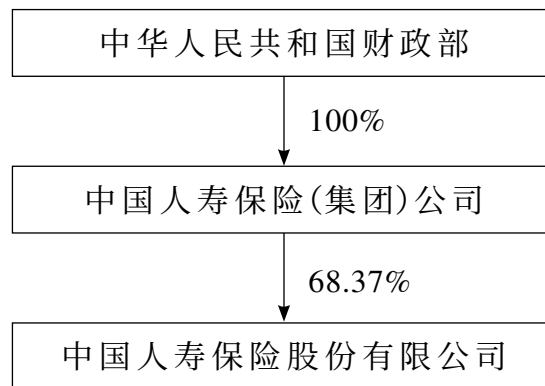 中华人民共和国财政部
100%
中国人寿保险(集团)公司
68.37%
中国人寿保险股份有限公司